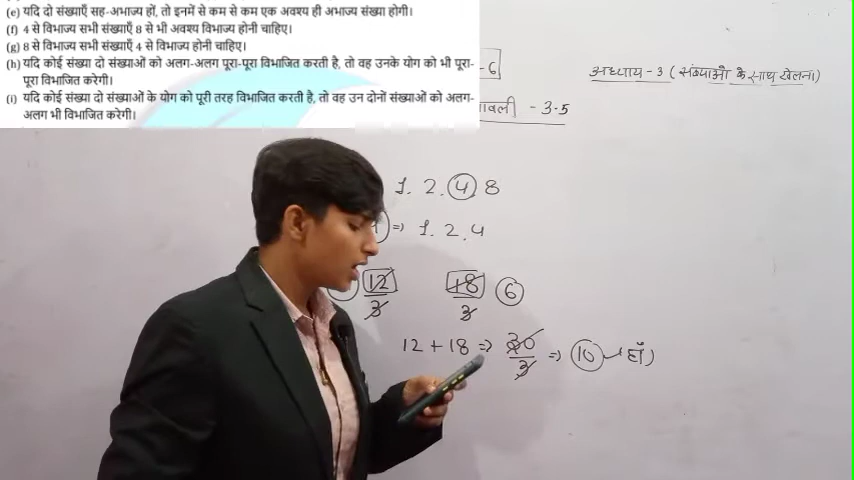 (e) यदि दो संख्याएँ सह-अभाज्य हों, तो इनमें से कम से कम एक अवश्य ही अभाज्य संख्या होगी।
(f) 4 से विभाज्य सभी संख्याएँ 8 से भी अवश्य विभाज्य होनी चाहिए।
(g) 8 से विभाज्य सभी संख्याएँ 4 से विभाज्य होनी चाहिए।
(h) यदि कोई संख्या दो संख्याओं को अलग-अलग पूरा-पूरा विभाजित करती है, तो वह उनके योग को भी पूरा-
पूरा विभाजित करेगी।
(i) यदि कोई संख्या दो संख्याओं के योग को पूरी तरह विभाजित करती है, तो वह उन दोनों संख्याओं को अलग-
अलग भी विभाजित करेगी।
-6
अध्याय-3 (संख्याओं के साथ खेलना)
नावली - 3.5
1. 2. 4. 8
=> 1. 2. 4
12 18 6
3 3
12 + 18 => 30 => 10 हाँ)
3